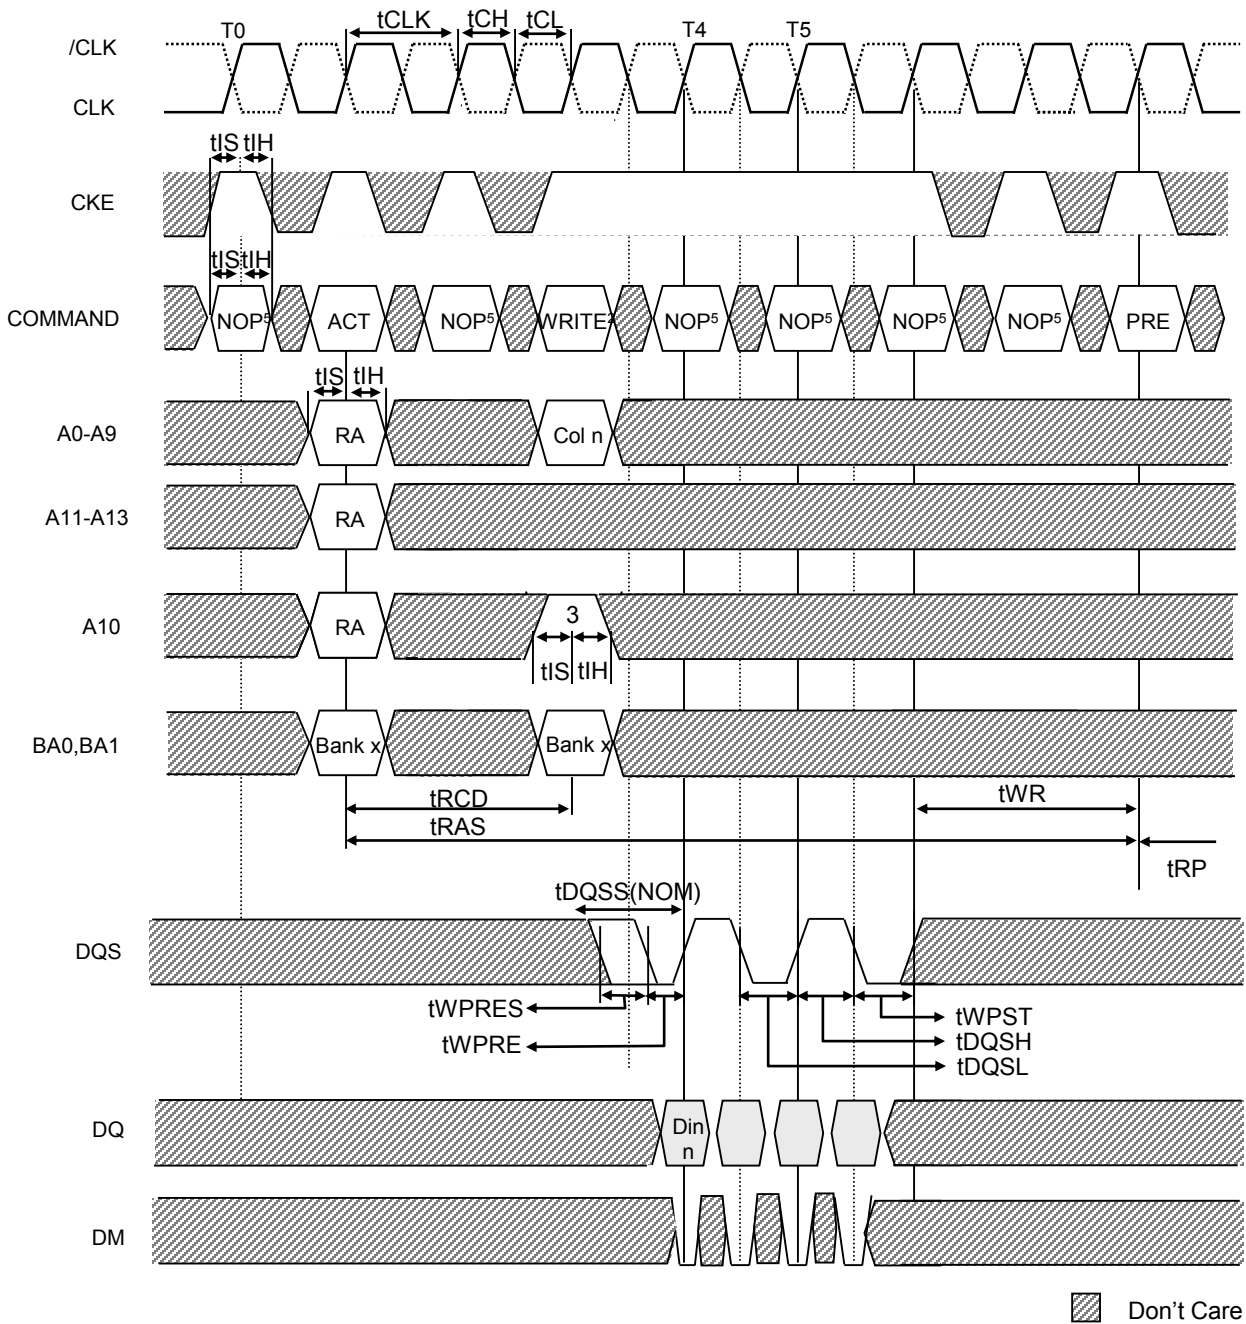 tCLK
tCH
tCL
T0
T4
T5
/CLK
CLK
tIS
tIH
CKE
tIS
tIH
COMMAND
NOP⁵
ACT
NOP⁵
WRITE²
NOP⁵
NOP⁵
NOP⁵
NOP⁵
PRE
tIS
tIH
A0-A9
RA
Col n
A11-A13
RA
A10
RA
3
tIS
tIH
BA0,BA1
Bank x
Bank x
tRCD
tWR
tRAS
tRP
tDQSS(NOM)
DQS
tWPRES
tWPST
tWPRE
tDQSH
tDQSL
DQ
Din
n
DM
Don't Care